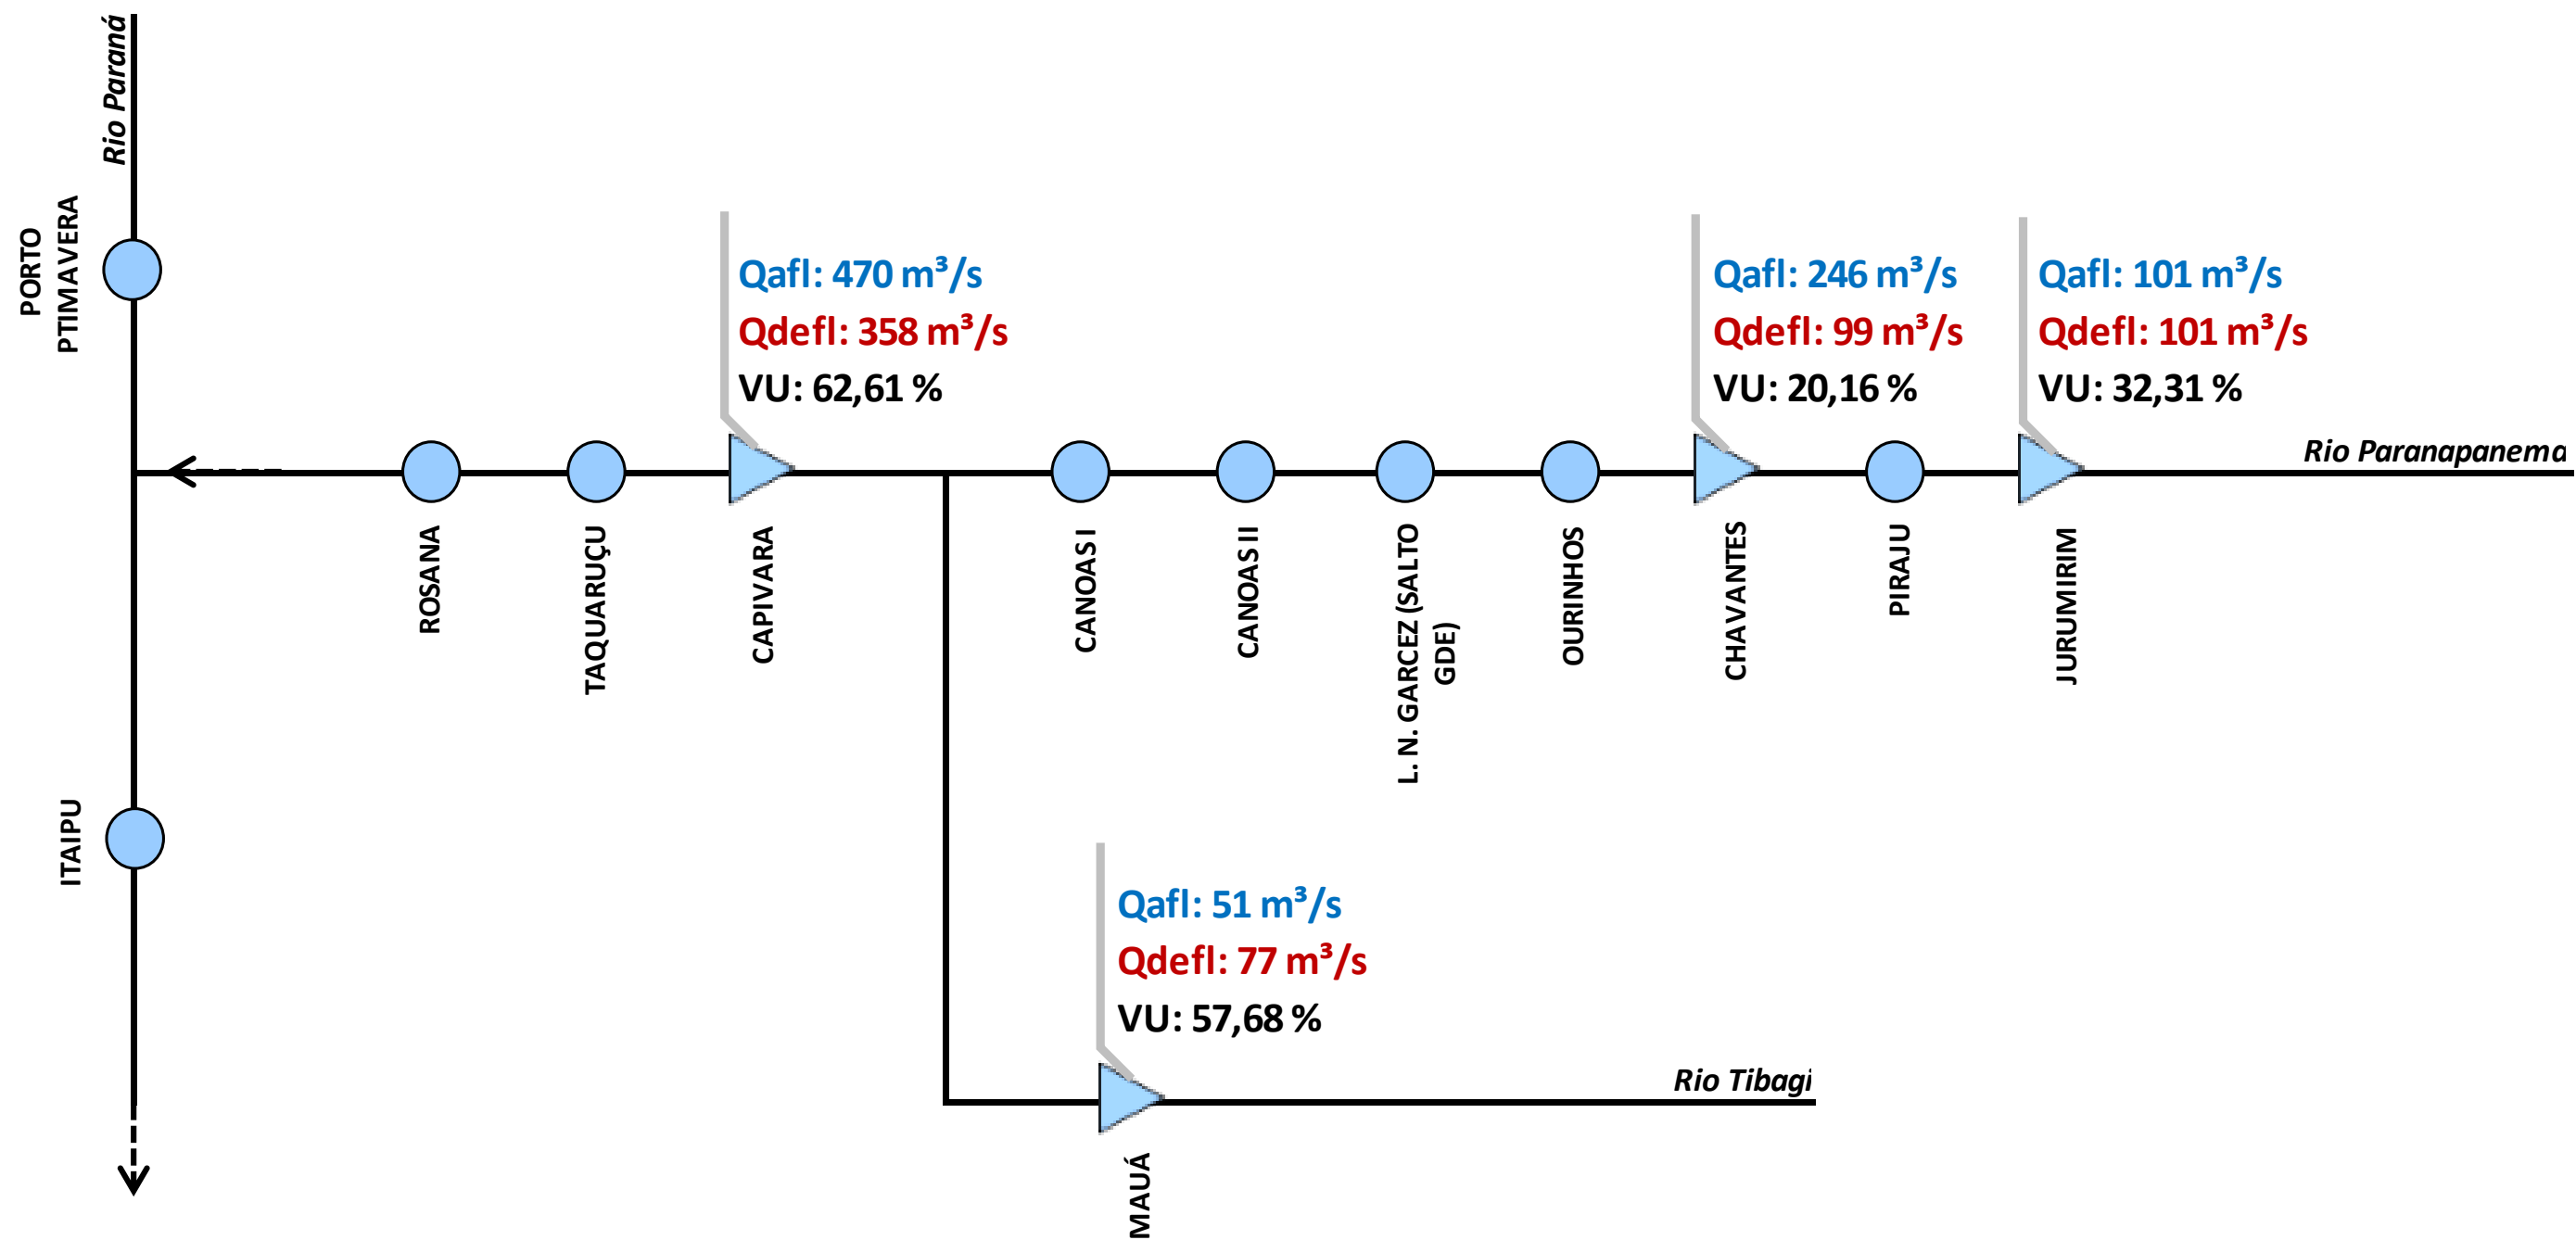 Rio Paraná
PORTO
PTIMAVERA
Qafl: 470 m³/s
Qdefl: 358 m³/s
VU: 62,61 %
Qafl: 246 m³/s
Qdefl: 99 m³/s
VU: 20,16 %
Qafl: 101 m³/s
Qdefl: 101 m³/s
VU: 32,31 %
Rio Paranapanema
ROSANA
TAQUARUÇU
CAPIVARA
CANOAS I
CANOAS II
L. N. GARCEZ (SALTO
GDE)
OURINHOS
CHAVANTES
PIRAJU
JURUMIRIM
ITAIPU
Qafl: 51 m³/s
Qdefl: 77 m³/s
VU: 57,68 %
Rio Tibagi
MAUÁ